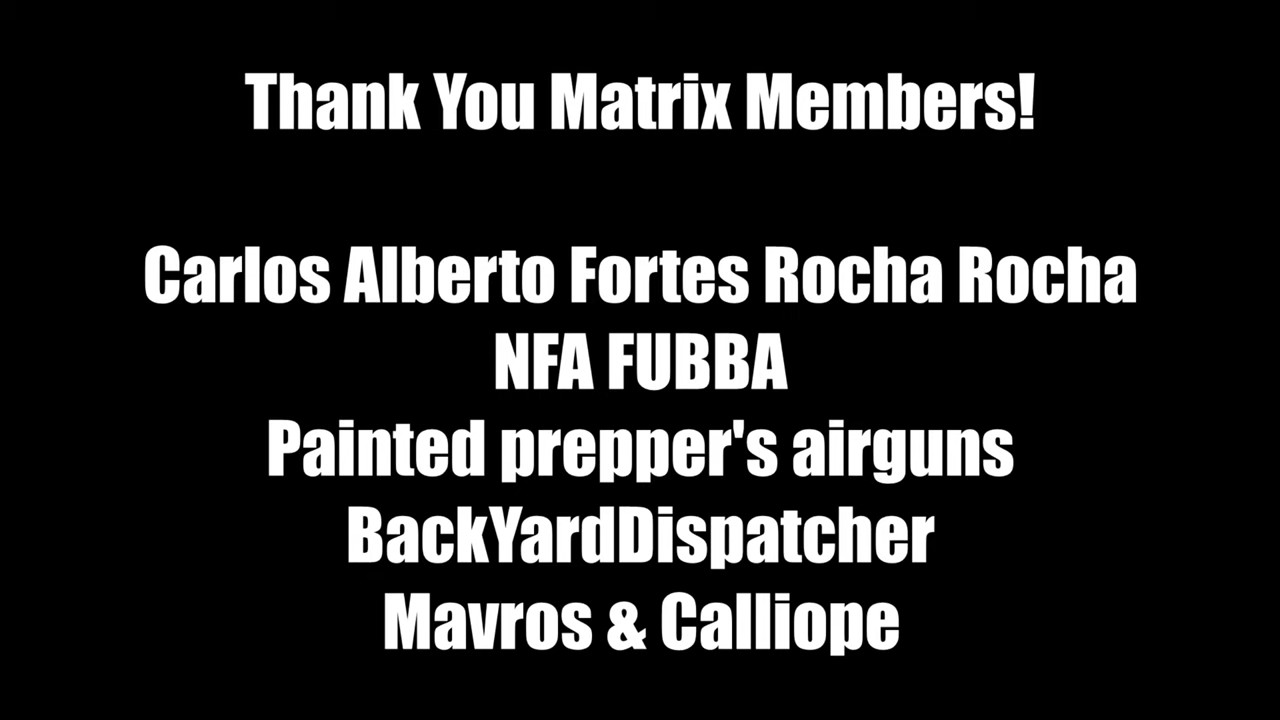 Thank You Matrix Members!
Carlos Alberto Fortes Rocha Rocha
NFA FUBBA
Painted prepper's airguns
BackYardDispatcher
Mavros & Calliope